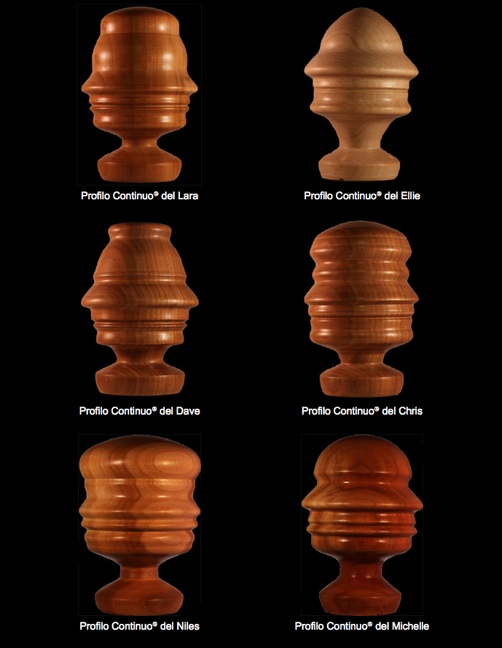 Profilo Continuo® del Lara
Profilo Continuo® del Ellie
Profilo Continuo® del Dave
Profilo Continuo® del Chris
Profilo Continuo® del Niles
Profilo Continuo® del Michelle